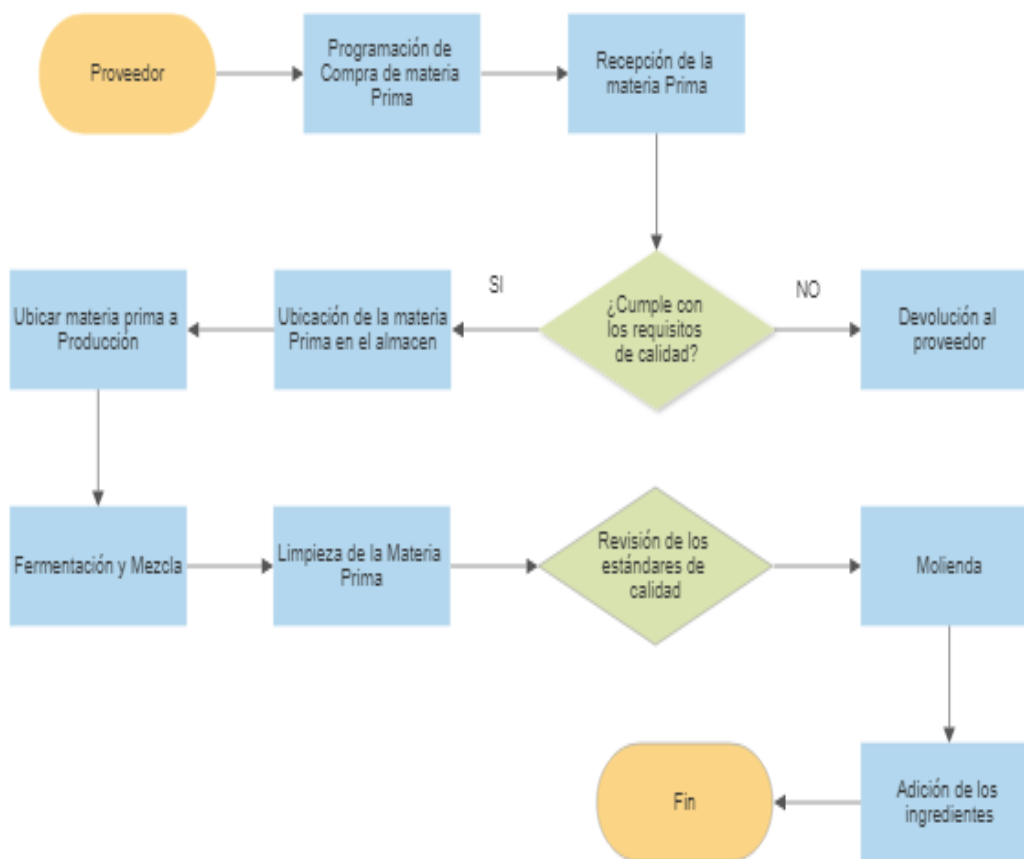 Proveedor
Programación de
Compra de materia
Prima
Recepción de la
materia Prima
¿Cumple con
los requisitos
de calidad?
SI
NO
Devolución al
proveedor
Ubicación de la materia
Prima en el almacen
Ubicar materia prima a
Producción
Fermentación y Mezcla
Limpieza de la Materia
Prima
Revisión de los
estándares de
calidad
Molienda
Adición de los
ingredientes
Fin